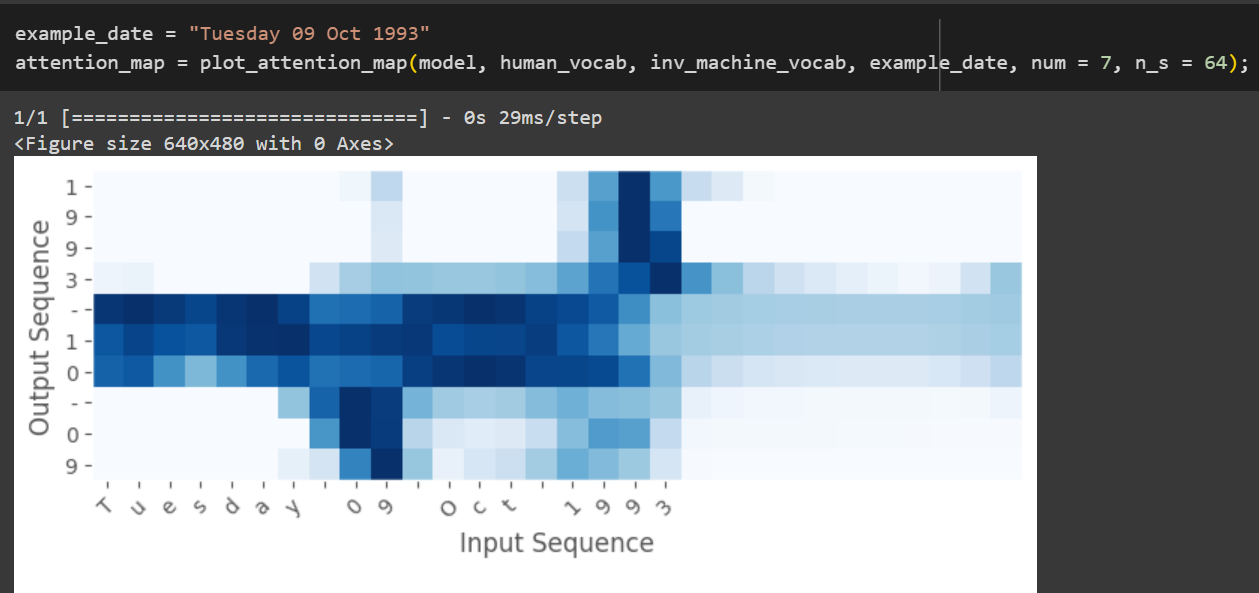 example_date = "Tuesday 09 Oct 1993"
attention_map = plot_attention_map(model, human_vocab, inv_machine_vocab, example_date, num = 7, n_s = 64);
1/1 [==============================] - 0s 29ms/step
<Figure size 640x480 with 0 Axes>
Output Sequence
1
9
9
3
-
1
0
-
0
9
T u e s d a y 0 9 O c t 1 9 9 3
Input Sequence